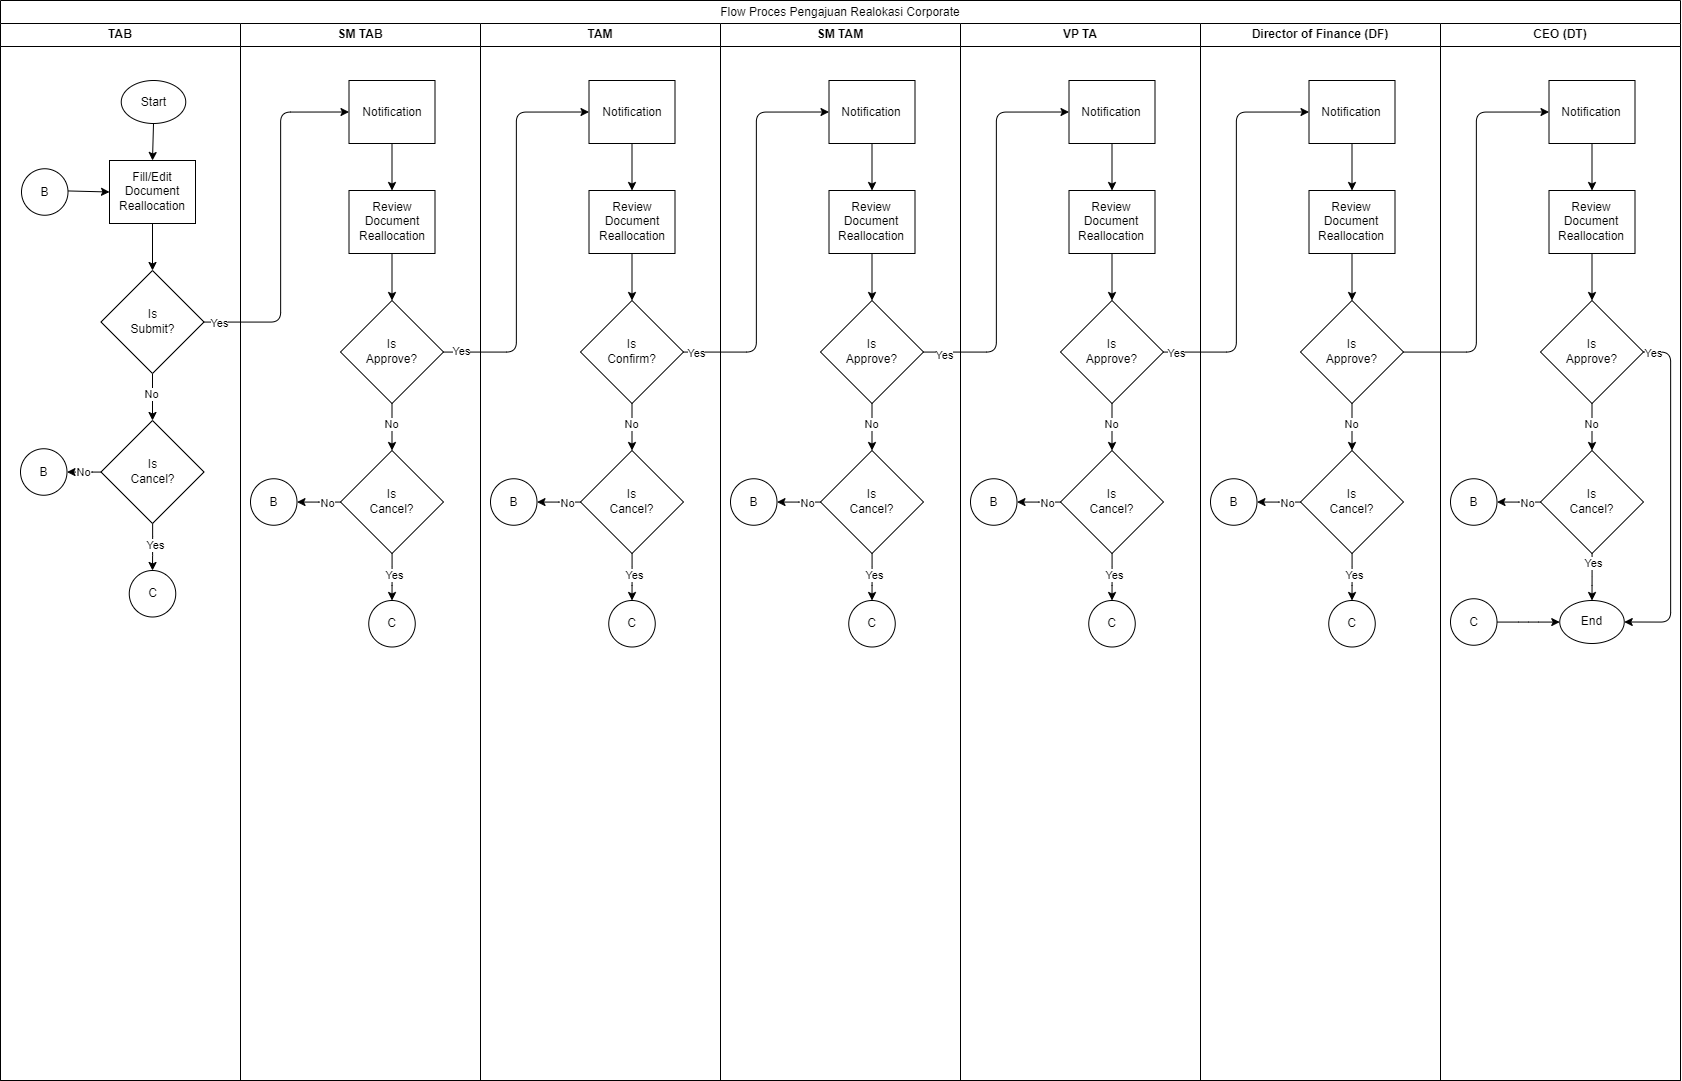 Flow Proces Pengajuan Realokasi Corporate
TAB
SM TAB
TAM
SM TAM
VP TA
Director of Finance (DF)
CEO (DT)
Start
B
Fill/Edit
Document
Reallocation
Is
Submit?
Yes
No
Is
Cancel?
No
B
Yes
C
Notification
Review
Document
Reallocation
Is
Approve?
Yes
No
Is
Cancel?
No
B
Yes
C
Notification
Review
Document
Reallocation
Is
Confirm?
Yes
No
Is
Cancel?
No
B
Yes
C
Notification
Review
Document
Reallocation
Is
Approve?
Yes
No
Is
Cancel?
No
B
Yes
C
Notification
Review
Document
Reallocation
Is
Approve?
Yes
No
Is
Cancel?
No
B
Yes
C
Notification
Review
Document
Reallocation
Is
Approve?
No
Is
Cancel?
No
B
Yes
C
Notification
Review
Document
Reallocation
Is
Approve?
Yes
No
Is
Cancel?
No
B
Yes
C
End